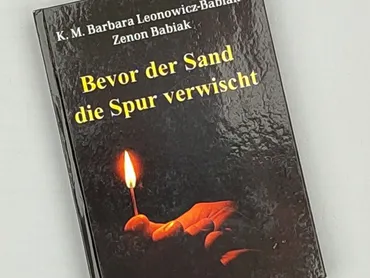 K. M. Barbara Leonowicz-Babiak
Zenon Babiak
Bevor der Sand
die Spur verwischt